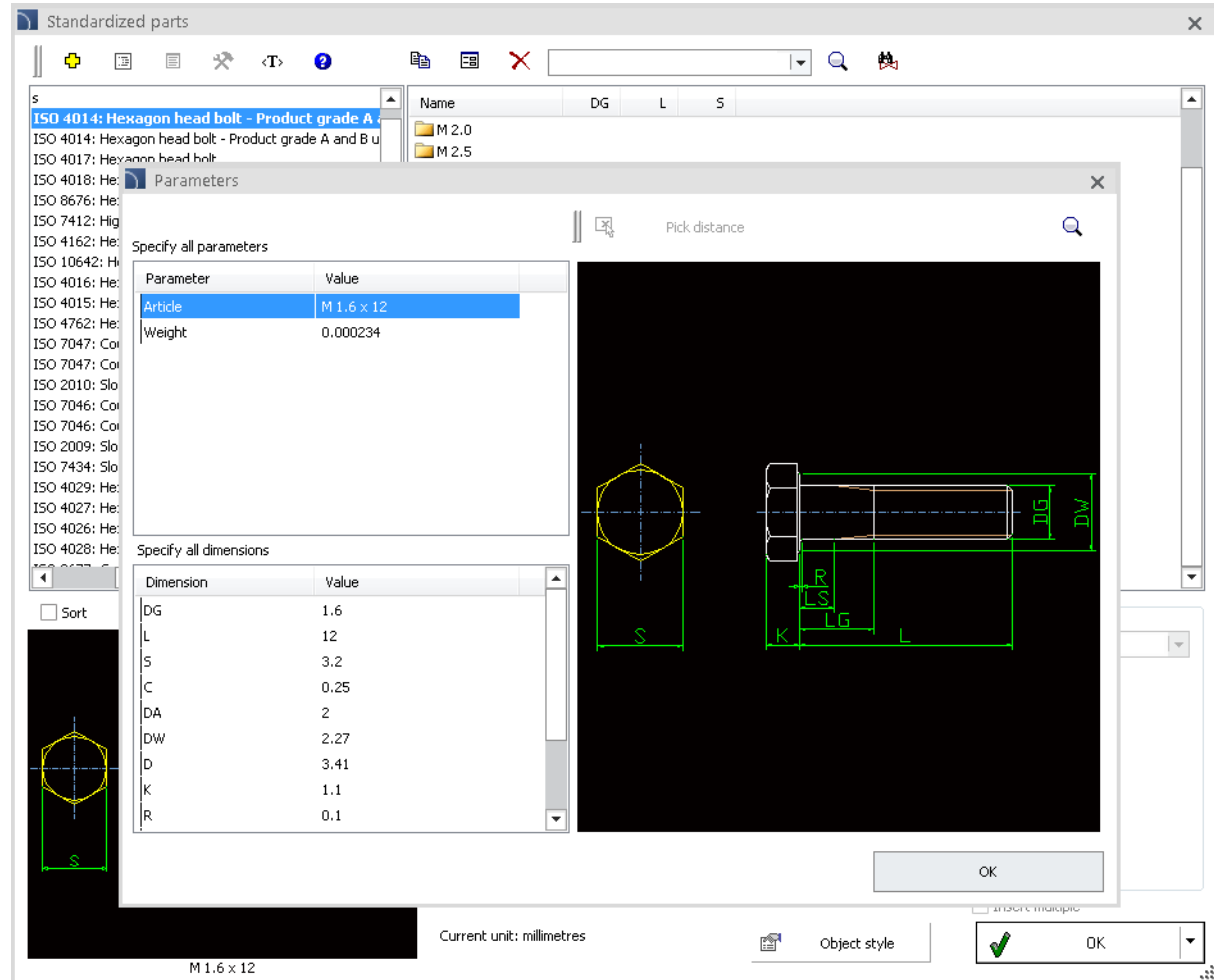 Standardized parts
<T>
s
Name DG L S
ISO 4014: Hexagon head bolt - Product grade A
M 2.0
ISO 4014: Hexagon head bolt - Product grade A and B u
M 2.5
ISO 4017: Hexagon head bolt
ISO 4018: He
ISO 8676: He
ISO 7412: Hig
ISO 4162: He
ISO 10642: H
ISO 4016: He
ISO 4015: He
ISO 4762: He
ISO 7047: Cou
ISO 7047: Cou
ISO 2010: Slo
ISO 7046: Cou
ISO 7046: Cou
ISO 2009: Slo
ISO 7434: Slo
ISO 4029: He
ISO 4027: He
ISO 4026: He
ISO 4028: He
Sort
S
M 1.6 x 12
Parameters
Pick distance
Specify all parameters
Parameter Value
Article M 1.6 x 12
Weight 0.000234
Specify all dimensions
Dimension Value
DG 1.6
L 12
S 3.2
C 0.25
DA 2
DW 2.27
D 3.41
K 1.1
R 0.1
DG
DW
R
LS
LG
S
K
L
OK
Insert multiple
Current unit: millimetres
Object style
OK